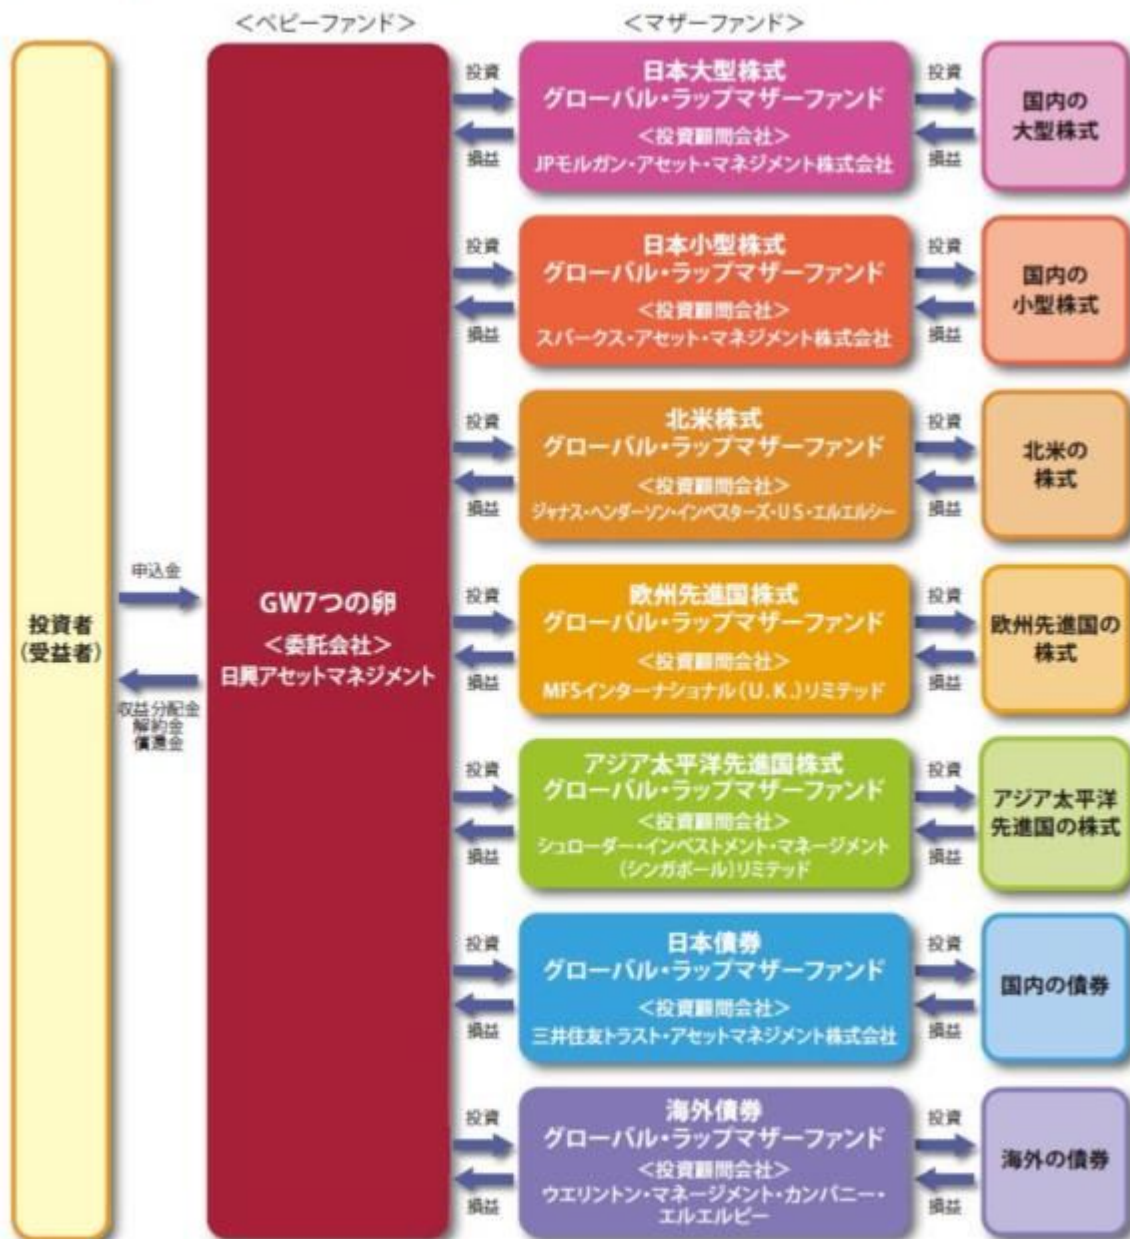 ＜ベビーファンド＞
＜マザーファンド＞
投資者
(受益者)
申込金
収益分配金
解約金
償還金
GW7つの卵
＜委託会社＞
日興アセットマネジメント
投資
損益
日本大型株式
グローバル・ラップマザーファンド
＜投資顧問会社＞
JPモルガン・アセット・マネジメント株式会社
投資
損益
国内の
大型株式
投資
損益
日本小型株式
グローバル・ラップマザーファンド
＜投資顧問会社＞
スパークス・アセット・マネジメント株式会社
投資
損益
国内の
小型株式
投資
損益
北米株式
グローバル・ラップマザーファンド
＜投資顧問会社＞
ジャナス・ヘンダーソン・インベスターズ・US・エルエルシー
投資
損益
北米の
株式
投資
損益
欧州先進国株式
グローバル・ラップマザーファンド
＜投資顧問会社＞
MFSインターナショナル(U.K.)リミテッド
投資
損益
欧州先進国の
株式
投資
損益
アジア太平洋先進国株式
グローバル・ラップマザーファンド
＜投資顧問会社＞
シュローダー・インベストメント・マネージメント
(シンガポール)リミテッド
投資
損益
アジア太平洋
先進国の株式
投資
損益
日本債券
グローバル・ラップマザーファンド
＜投資顧問会社＞
三井住友トラスト・アセットマネジメント株式会社
投資
損益
国内の債券
投資
損益
海外債券
グローバル・ラップマザーファンド
＜投資顧問会社＞
ウエリントン・マネージメント・カンパニー・
エルエルピー
投資
損益
海外の債券